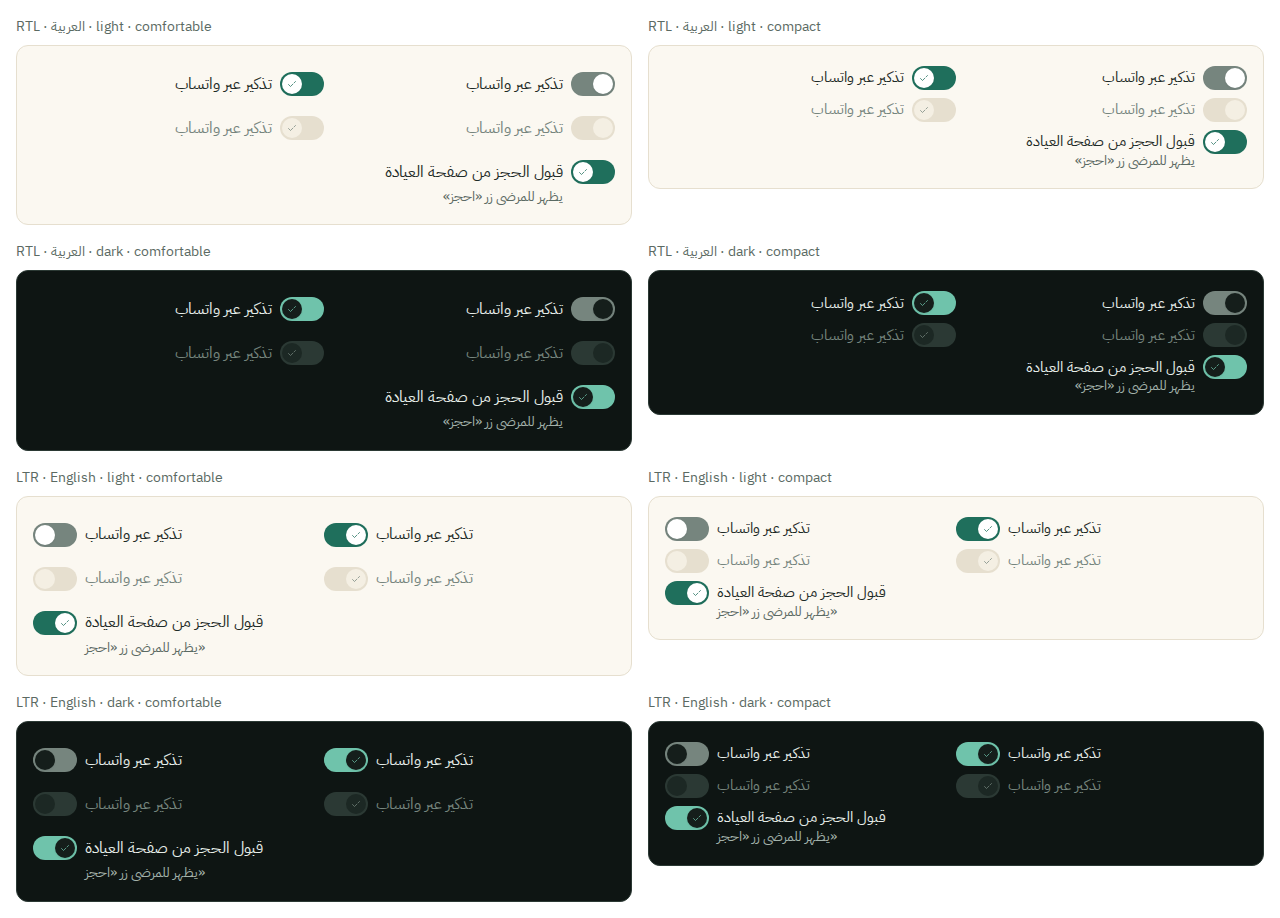 RTL · العربية · light · comfortable
تذكير عبر واتساب
تذكير عبر واتساب
تذكير عبر واتساب
تذكير عبر واتساب
قبول الحجز من صفحة العيادة
يظهر للمرضى زر «احجز»
RTL · العربية · light · compact
تذكير عبر واتساب
تذكير عبر واتساب
تذكير عبر واتساب
تذكير عبر واتساب
قبول الحجز من صفحة العيادة
يظهر للمرضى زر «احجز»
RTL · العربية · dark · comfortable
تذكير عبر واتساب
تذكير عبر واتساب
تذكير عبر واتساب
تذكير عبر واتساب
قبول الحجز من صفحة العيادة
يظهر للمرضى زر «احجز»
RTL · العربية · dark · compact
تذكير عبر واتساب
تذكير عبر واتساب
تذكير عبر واتساب
تذكير عبر واتساب
قبول الحجز من صفحة العيادة
يظهر للمرضى زر «احجز»
LTR · English · light · comfortable
تذكير عبر واتساب
تذكير عبر واتساب
تذكير عبر واتساب
تذكير عبر واتساب
قبول الحجز من صفحة العيادة
يظهر للمرضى زر «احجز»
LTR · English · light · compact
تذكير عبر واتساب
تذكير عبر واتساب
تذكير عبر واتساب
تذكير عبر واتساب
قبول الحجز من صفحة العيادة
يظهر للمرضى زر «احجز»
LTR · English · dark · comfortable
تذكير عبر واتساب
تذكير عبر واتساب
تذكير عبر واتساب
تذكير عبر واتساب
قبول الحجز من صفحة العيادة
يظهر للمرضى زر «احجز»
LTR · English · dark · compact
تذكير عبر واتساب
تذكير عبر واتساب
تذكير عبر واتساب
تذكير عبر واتساب
قبول الحجز من صفحة العيادة
يظهر للمرضى زر «احجز»